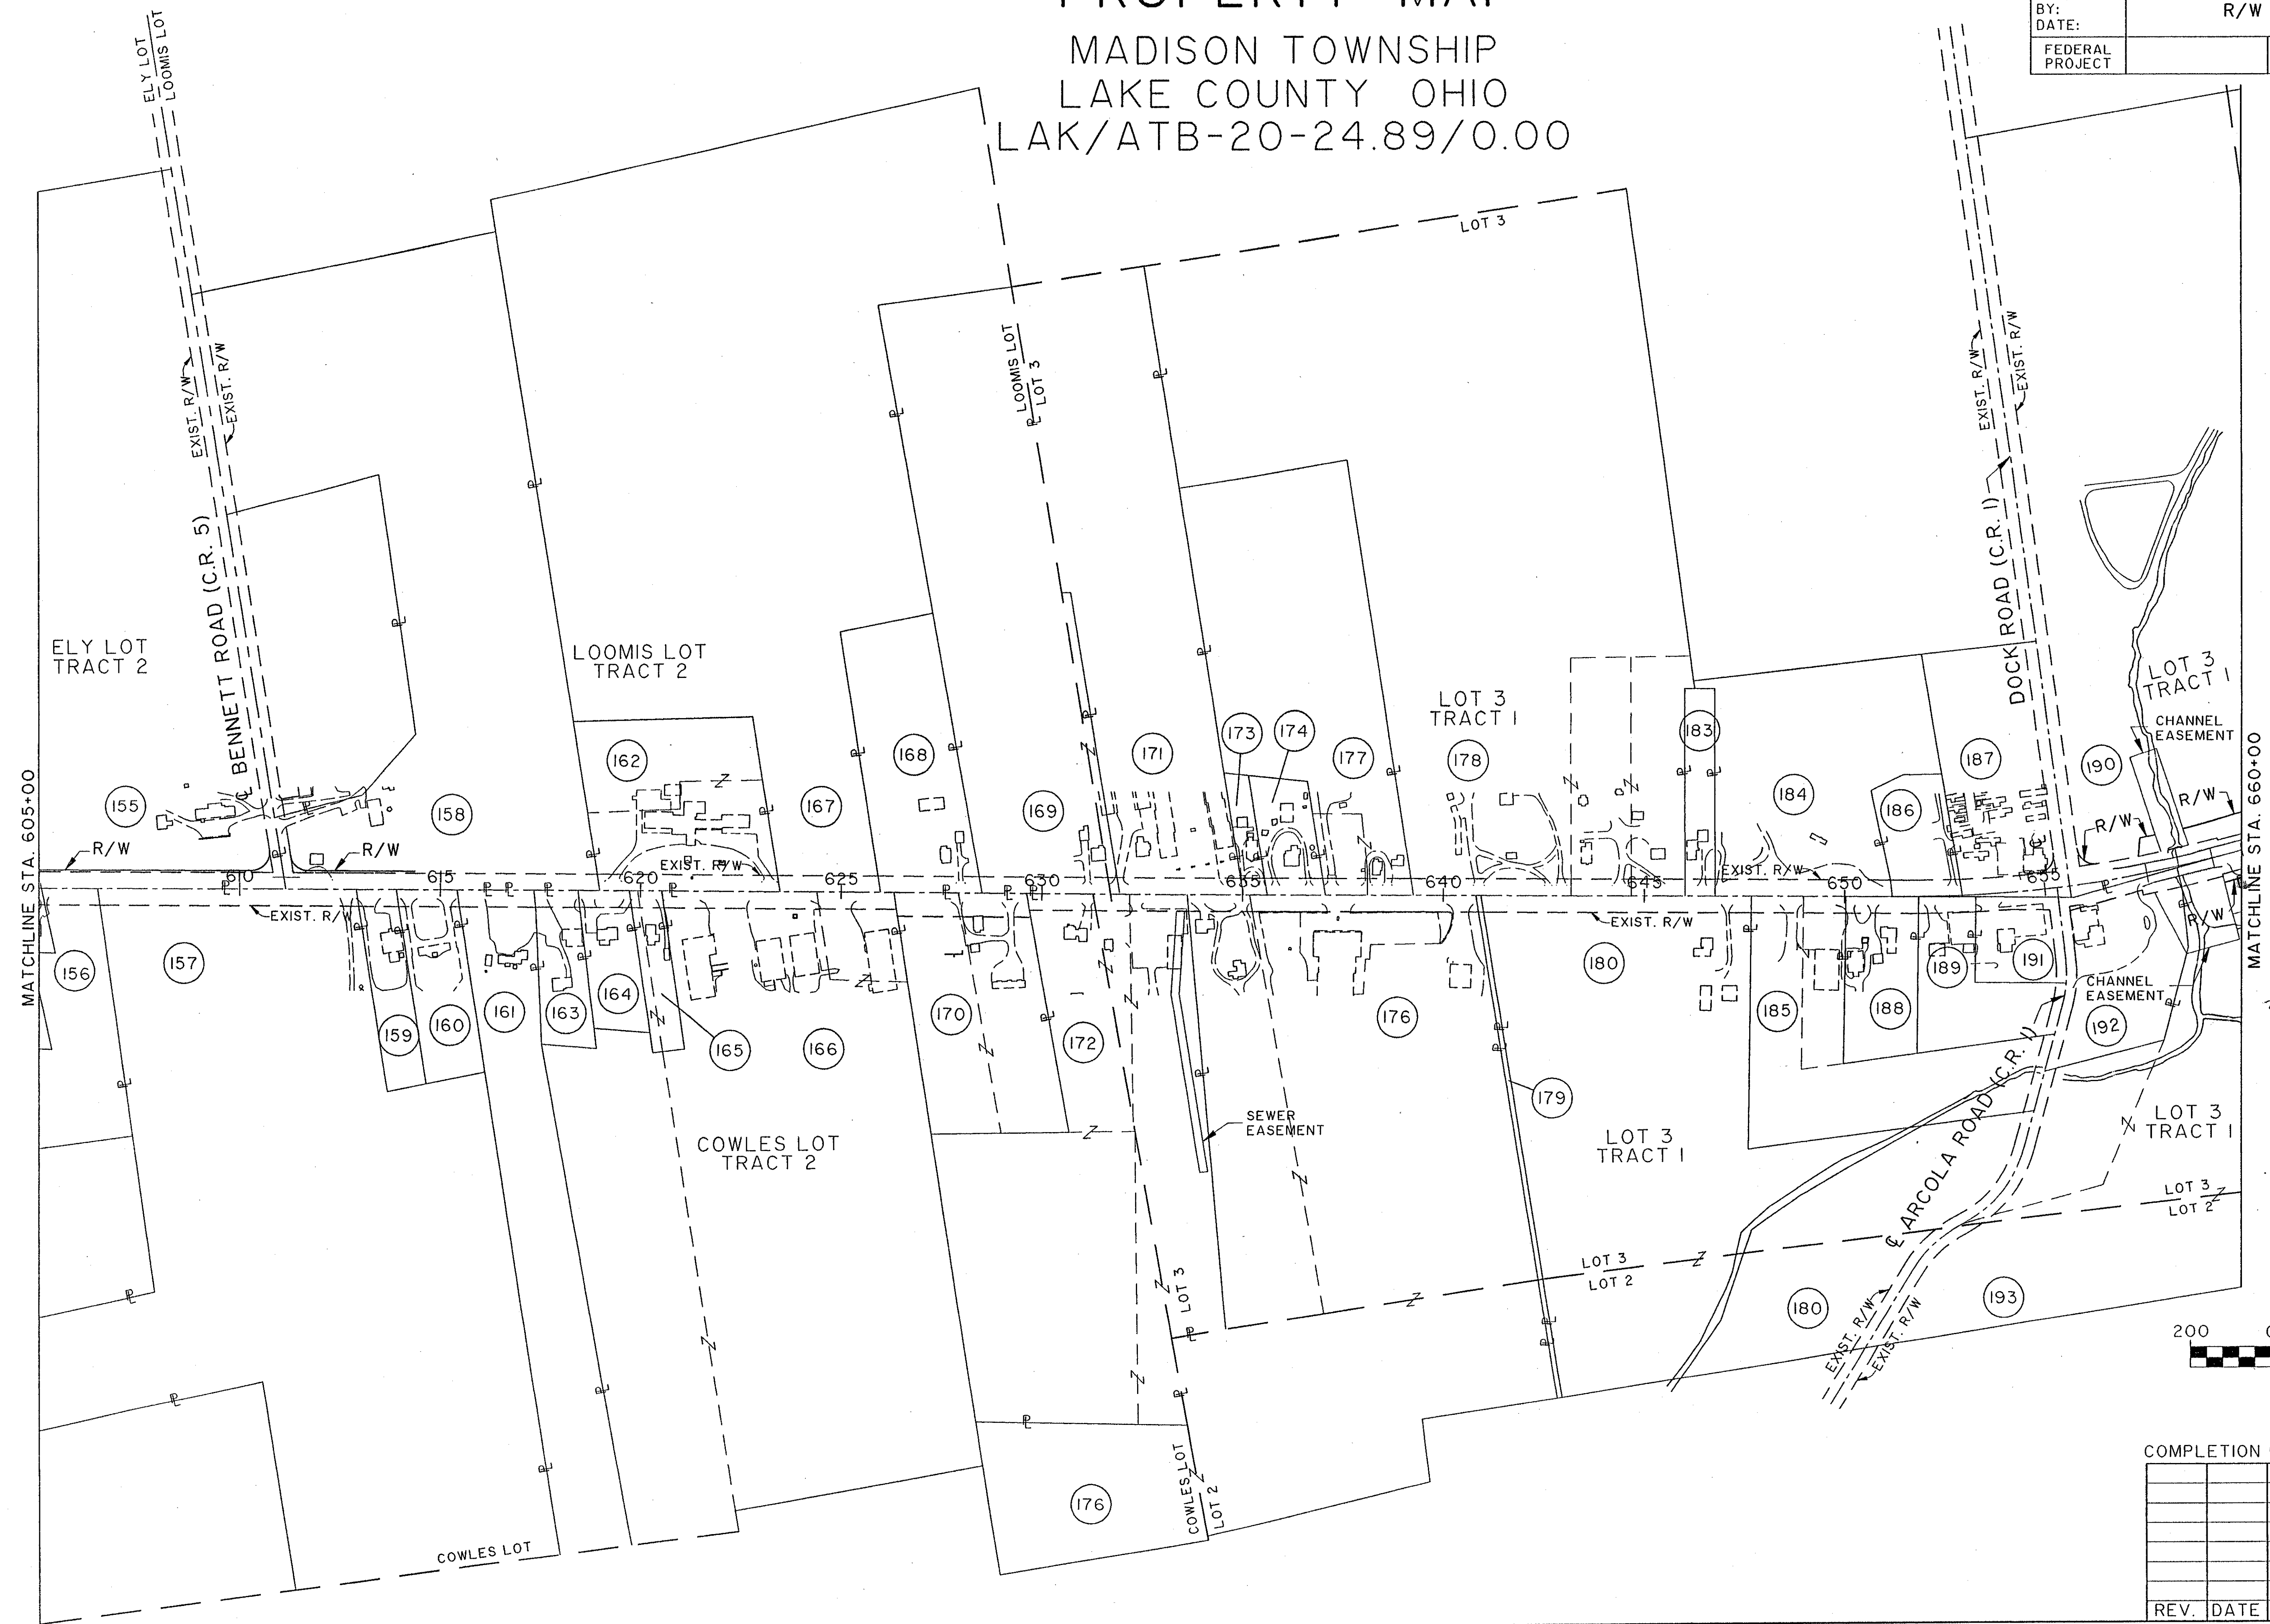 PROPERTY MAP
MADISON TOWNSHIP
LAKE COUNTY OHIO
LAK/ATB-20-24.89/0.00
BY:
DATE:
R/W
FEDERAL
PROJECT
ELY LOT
LOOMIS LOT
LOT 3
LOOMIS LOT
LOT 3
EXIST. R/W
EXIST. R/W
EXIST. R/W
EXIST. R/W
BENNETT ROAD (C.R. 5)
DOCK ROAD (C.R. 1)
ELY LOT
TRACT 2
LOOMIS LOT
TRACT 2
LOT 3
TRACT 1
LOT 3
TRACT 1
CHANNEL
EASEMENT
MATCHLINE STA. 605+00
MATCHLINE STA. 660+00
155
158
162
167
168
169
171
173
174
177
178
183
184
186
187
190
R/W
R/W
R/W
R/W
EXIST. R/W
EXIST. R/W
610
615
620
625
630
635
640
645
650
655
EXIST. R/W
EXIST. R/W
R/W
156
157
159
160
161
163
164
165
166
170
172
176
179
180
185
188
189
191
192
CHANNEL
EASEMENT
SEWER
EASEMENT
COWLES LOT
TRACT 2
LOT 3
TRACT 1
LOT 3
TRACT 1
ARCOLA ROAD (C.R. 1)
LOT 3
LOT 2
LOT 3
LOT 2
LOT 3
180
193
EXIST. R/W
EXIST. R/W
200
176
COWLES LOT
LOT 2
COWLES LOT
COMPLETION
REV. DATE